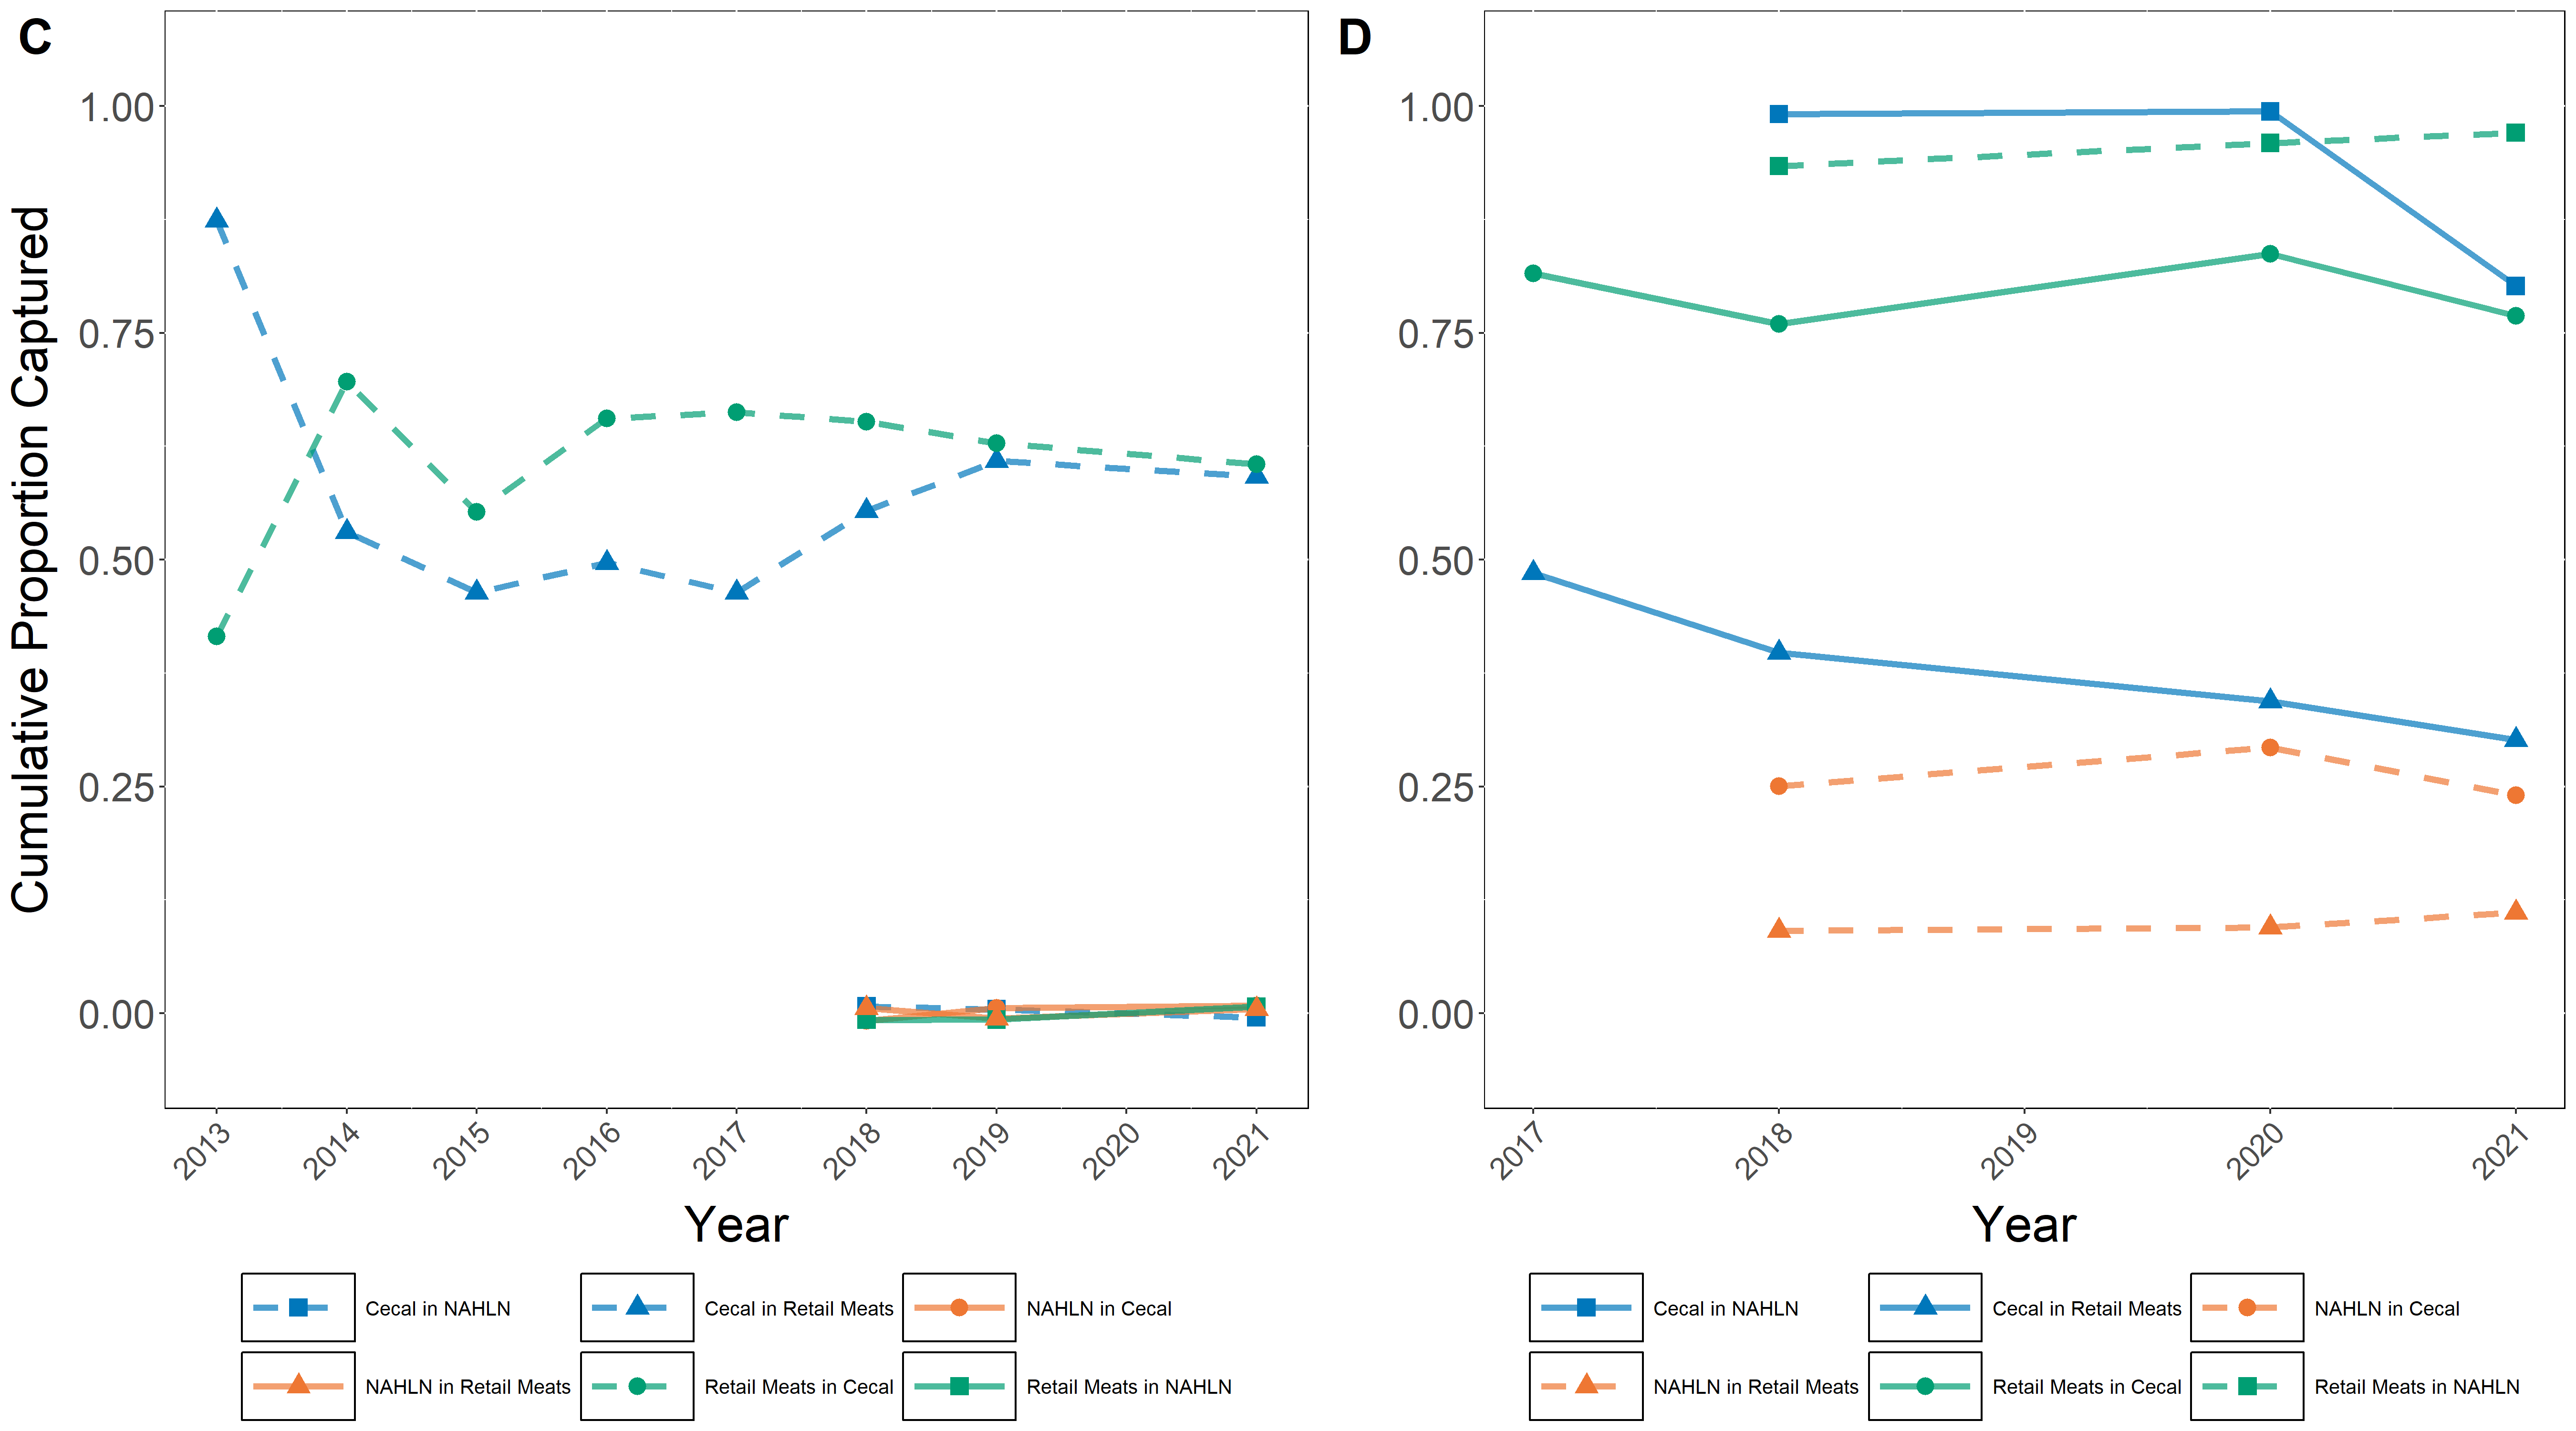 C
Cumulative Proportion Captured
1.00
0.75
0.50
0.25
0.00
2013
2014
2015
2016
2017
2018
2019
2020
2021
Year
Cecal in NAHLN
Cecal in Retail Meats
NAHLN in Cecal
NAHLN in Retail Meats
Retail Meats in Cecal
Retail Meats in NAHLN
D
1.00
0.75
0.50
0.25
0.00
2017
2018
2019
2020
2021
Year
Cecal in NAHLN
Cecal in Retail Meats
NAHLN in Cecal
NAHLN in Retail Meats
Retail Meats in Cecal
Retail Meats in NAHLN